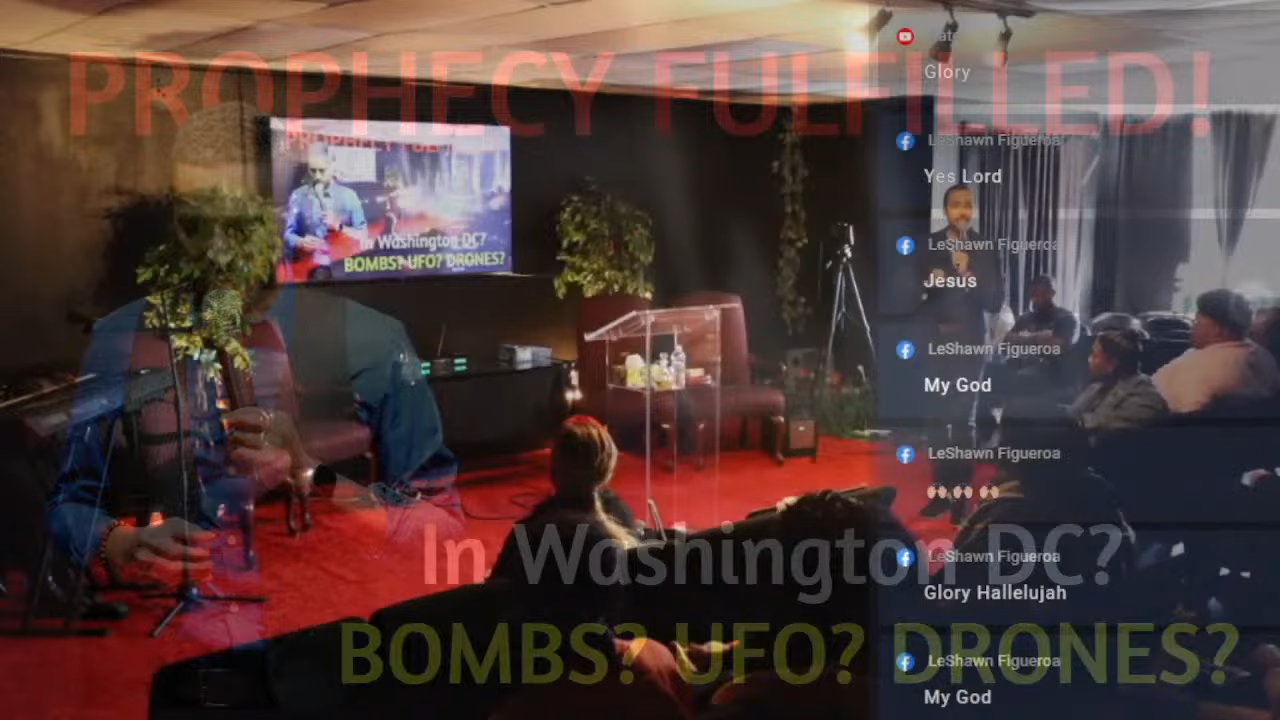 PROPHECY FULFILLED!
In Washington DC?
BOMBS? UFO? DRONES?
In Washington DC?
BOMBS? UFO? DRONES?
Glory
LeShawn Figueroa
Yes Lord
LeShawn Figueroa
Jesus
LeShawn Figueroa
My God
LeShawn Figueroa
🙌🏼🙌🏼🙌🏼
LeShawn Figueroa
Glory Hallelujah
LeShawn Figueroa
My God